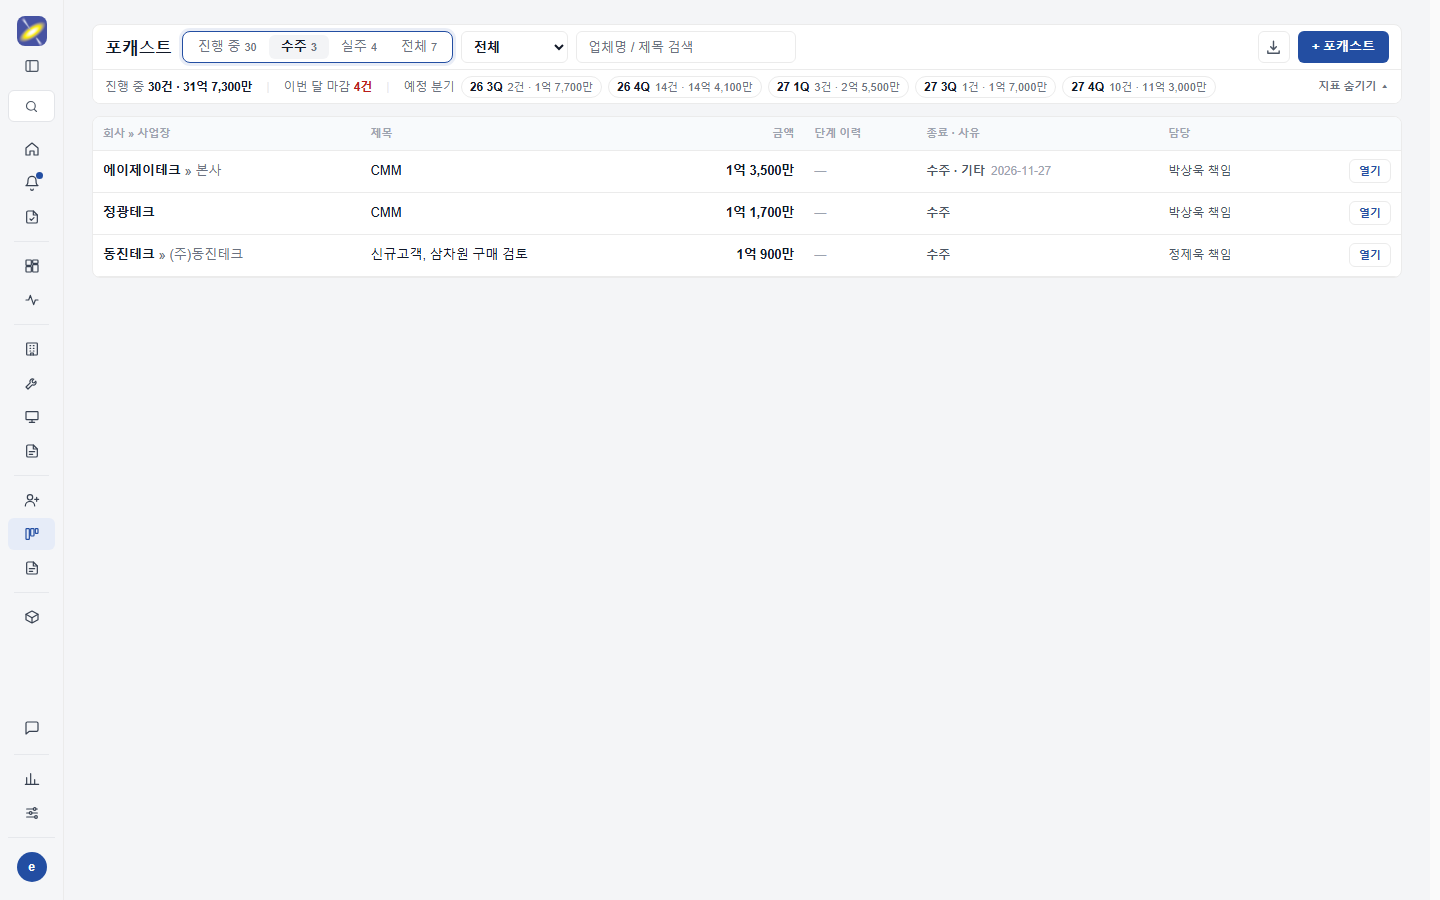 포캐스트 진행 중 30 수주 3 실주 4 전체 7 전체 업체명 / 제목 검색 + 포캐스트
진행 중 30건 · 31억 7,300만 이번 달 마감 4건 예정 분기 26 3Q 2건 · 1억 7,700만 26 4Q 14건 · 14억 4,100만 27 1Q 3건 · 2억 5,500만 27 3Q 1건 · 1억 7,000만 27 4Q 10건 · 11억 3,000만 지표 숨기기
회사 » 사업장 제목 금액 단계 이력 종료 · 사유 담당
에이제이테크 » 본사 CMM 1억 3,500만 — 수주 · 기타 2026-11-27 박상욱 책임 열기
정광테크 CMM 1억 1,700만 — 수주 박상욱 책임 열기
동진테크 » (주)동진테크 신규고객, 삼차원 구매 검토 1억 900만 — 수주 정제욱 책임 열기
e